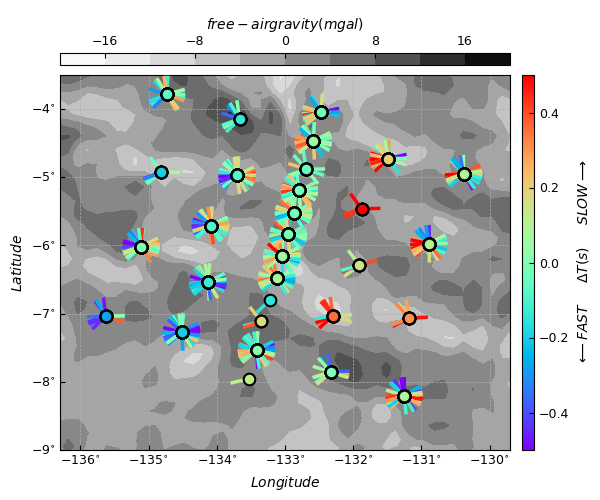 free−airgravity(mgal)
−16 −8 0 8 16
−4°
−5°
−6°
−7°
−8°
−9°
Latitude
−136° −135° −134° −133° −132° −131° −130°
Longitude
0.4
0.2
0.0
−0.2
−0.4
⟵ FAST ΔT(s) SLOW ⟶